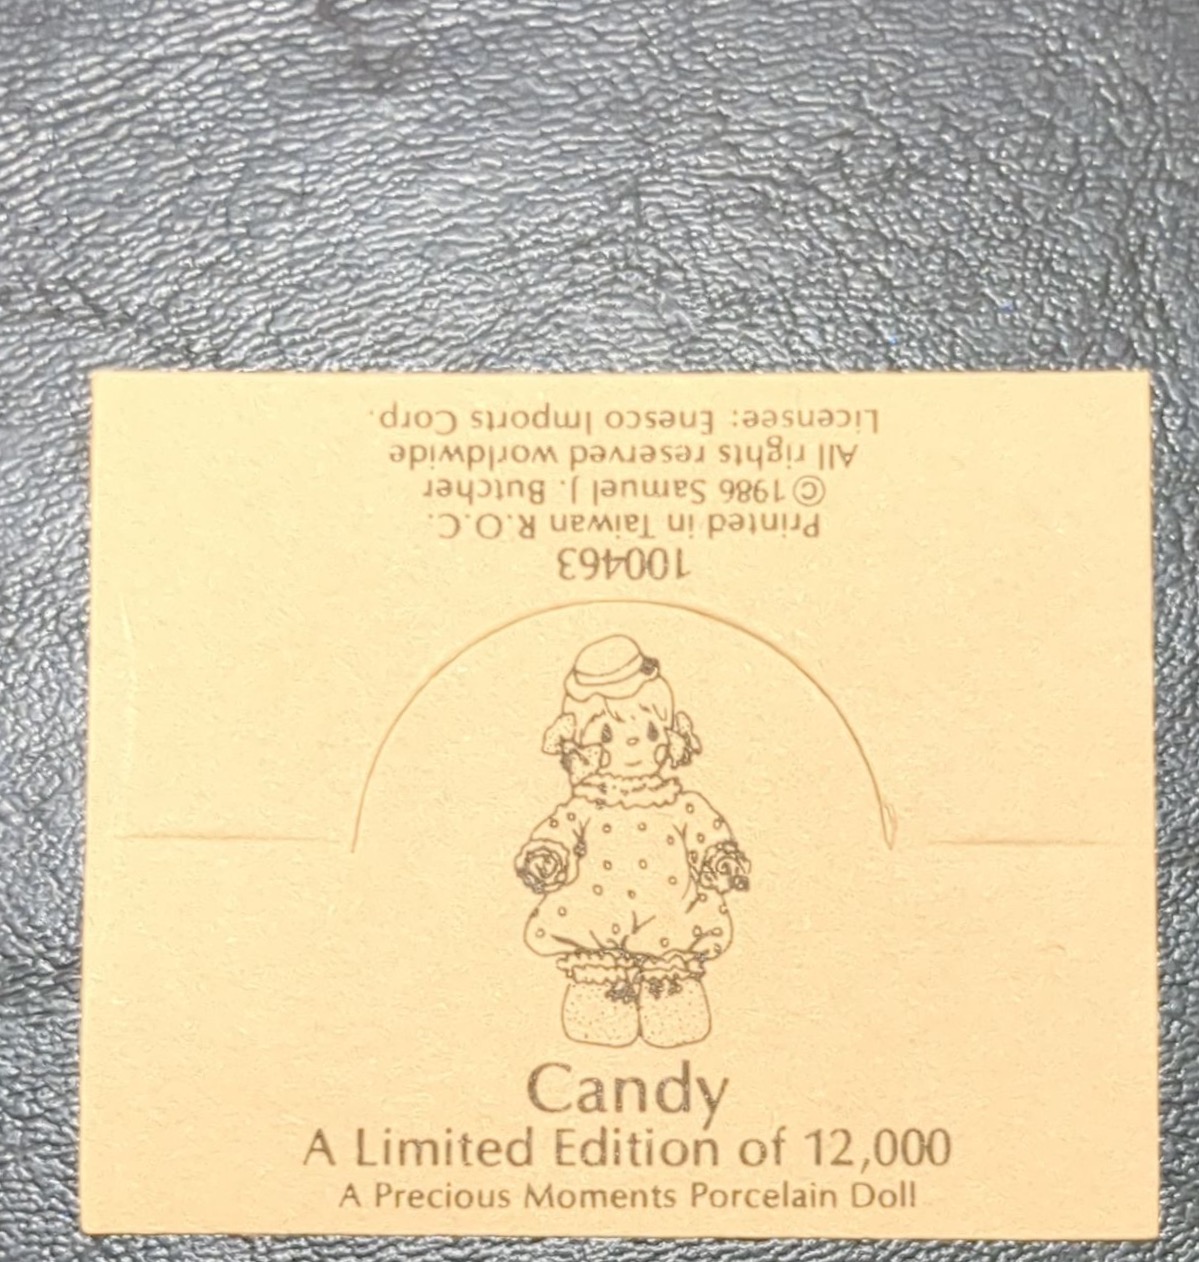 Licensee: Enesco Imports Corp.
All rights reserved worldwide
© 1986 Samuel J. Butcher
Printed in Taiwan R.O.C.
100463
Candy
A Limited Edition of 12,000
A Precious Moments Porcelain Doll